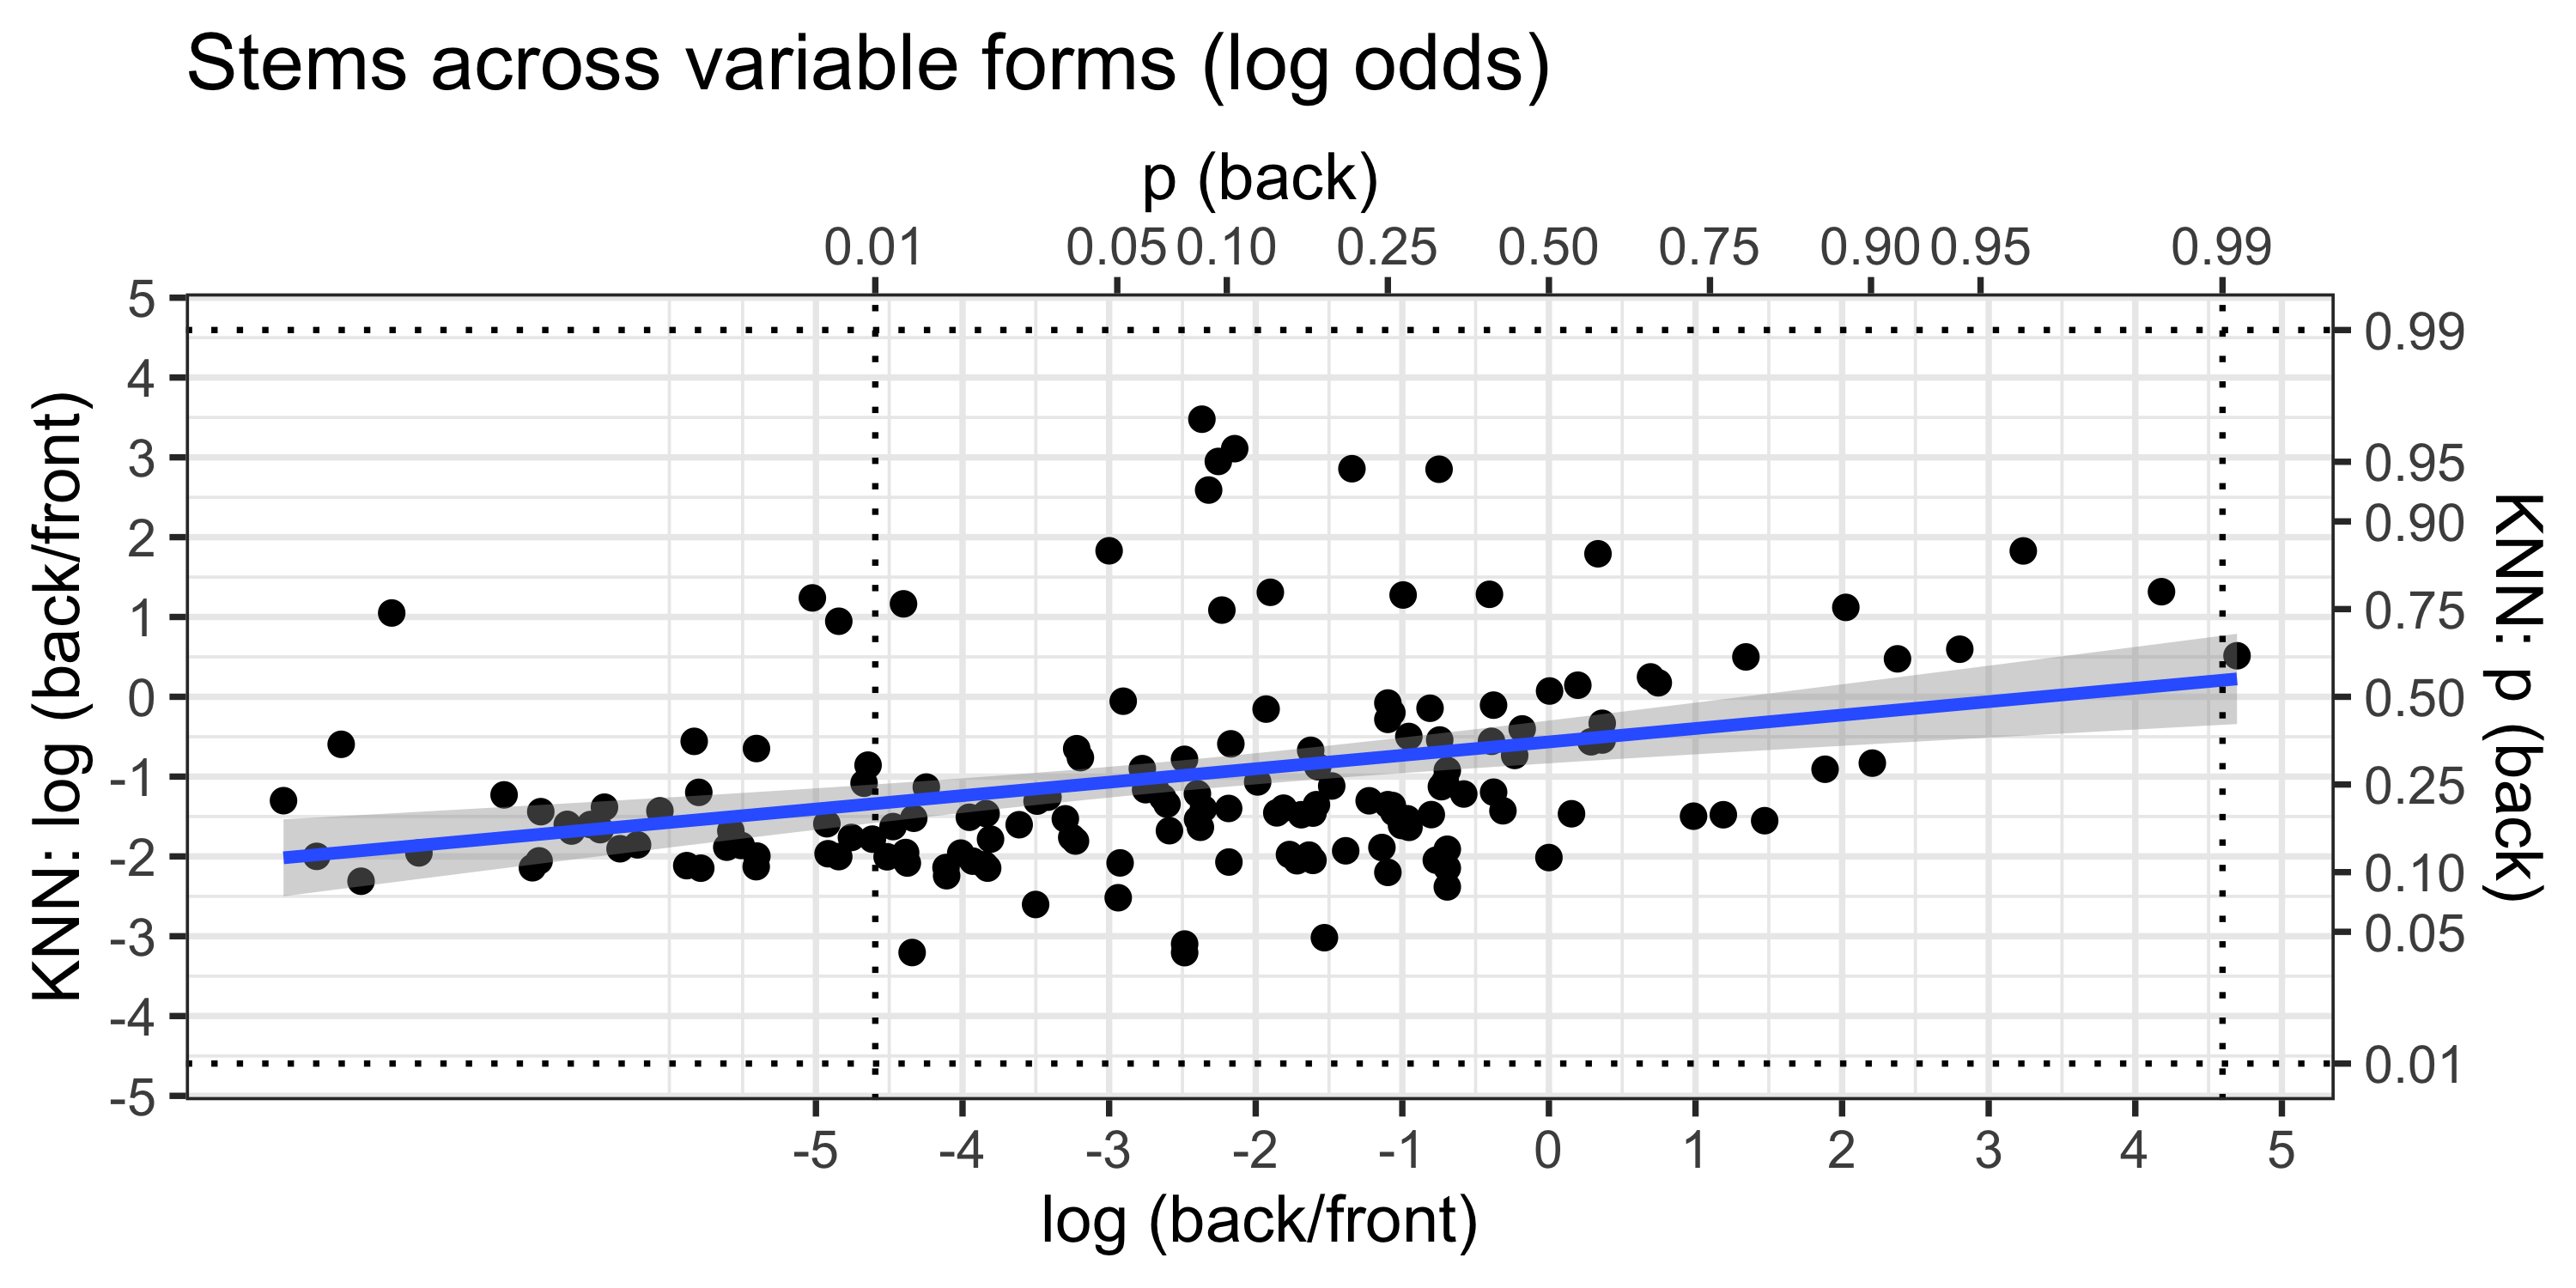 Stems across variable forms (log odds)
p (back)
0.01 0.05 0.10 0.25 0.50 0.75 0.90 0.95 0.99
KNN: log (back/front)
5
4
3
2
1
0
-1
-2
-3
-4
-5
0.99
0.95
0.90
0.75
0.50
0.25
0.10
0.05
0.01
KNN: p (back)
-5 -4 -3 -2 -1 0 1 2 3 4 5
log (back/front)